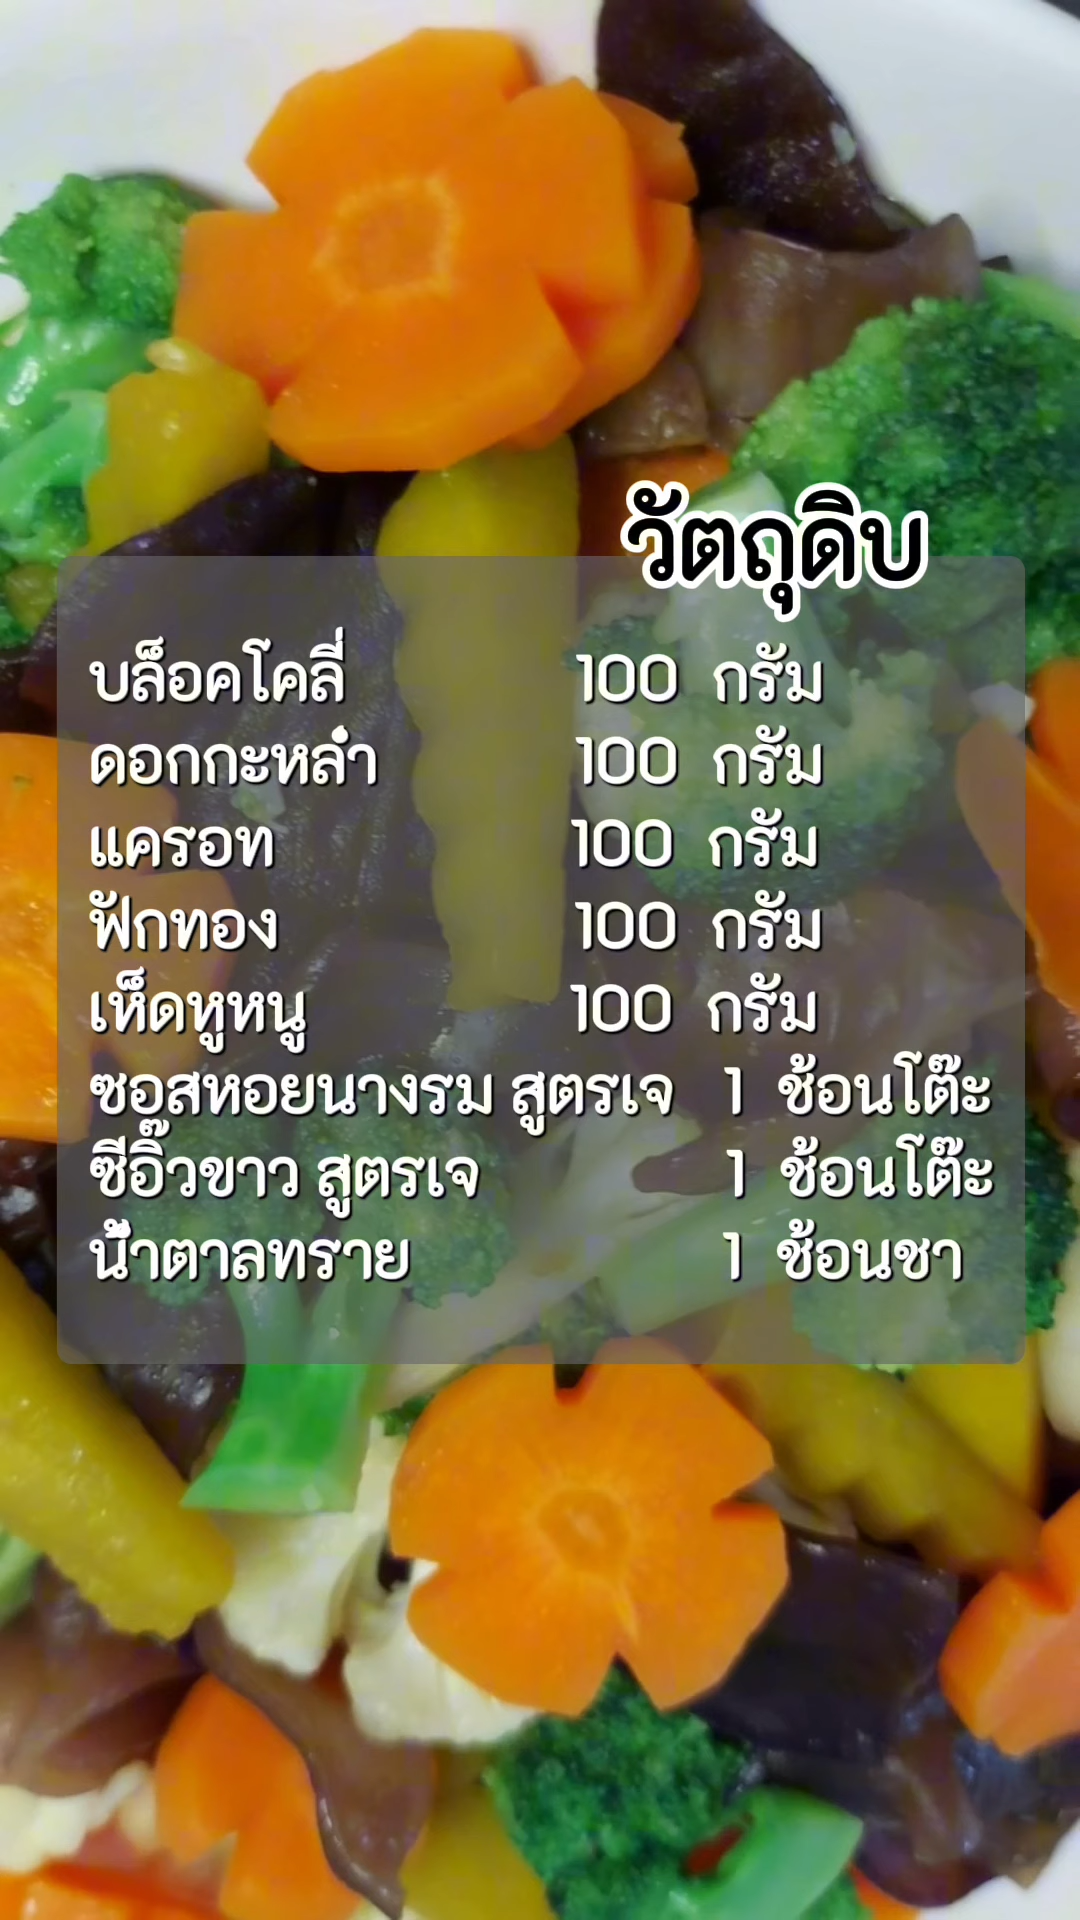 วัตถุดิบ
บล็อคโคลี่ 100 กรัม
ดอกกะหล่ำ 100 กรัม
แครอท 100 กรัม
ฟักทอง 100 กรัม
เห็ดหูหนู 100 กรัม
ซอสหอยนางรม สูตรเจ 1 ช้อนโต๊ะ
ซีอิ๊วขาว สูตรเจ 1 ช้อนโต๊ะ
น้ำตาลทราย 1 ช้อนชา